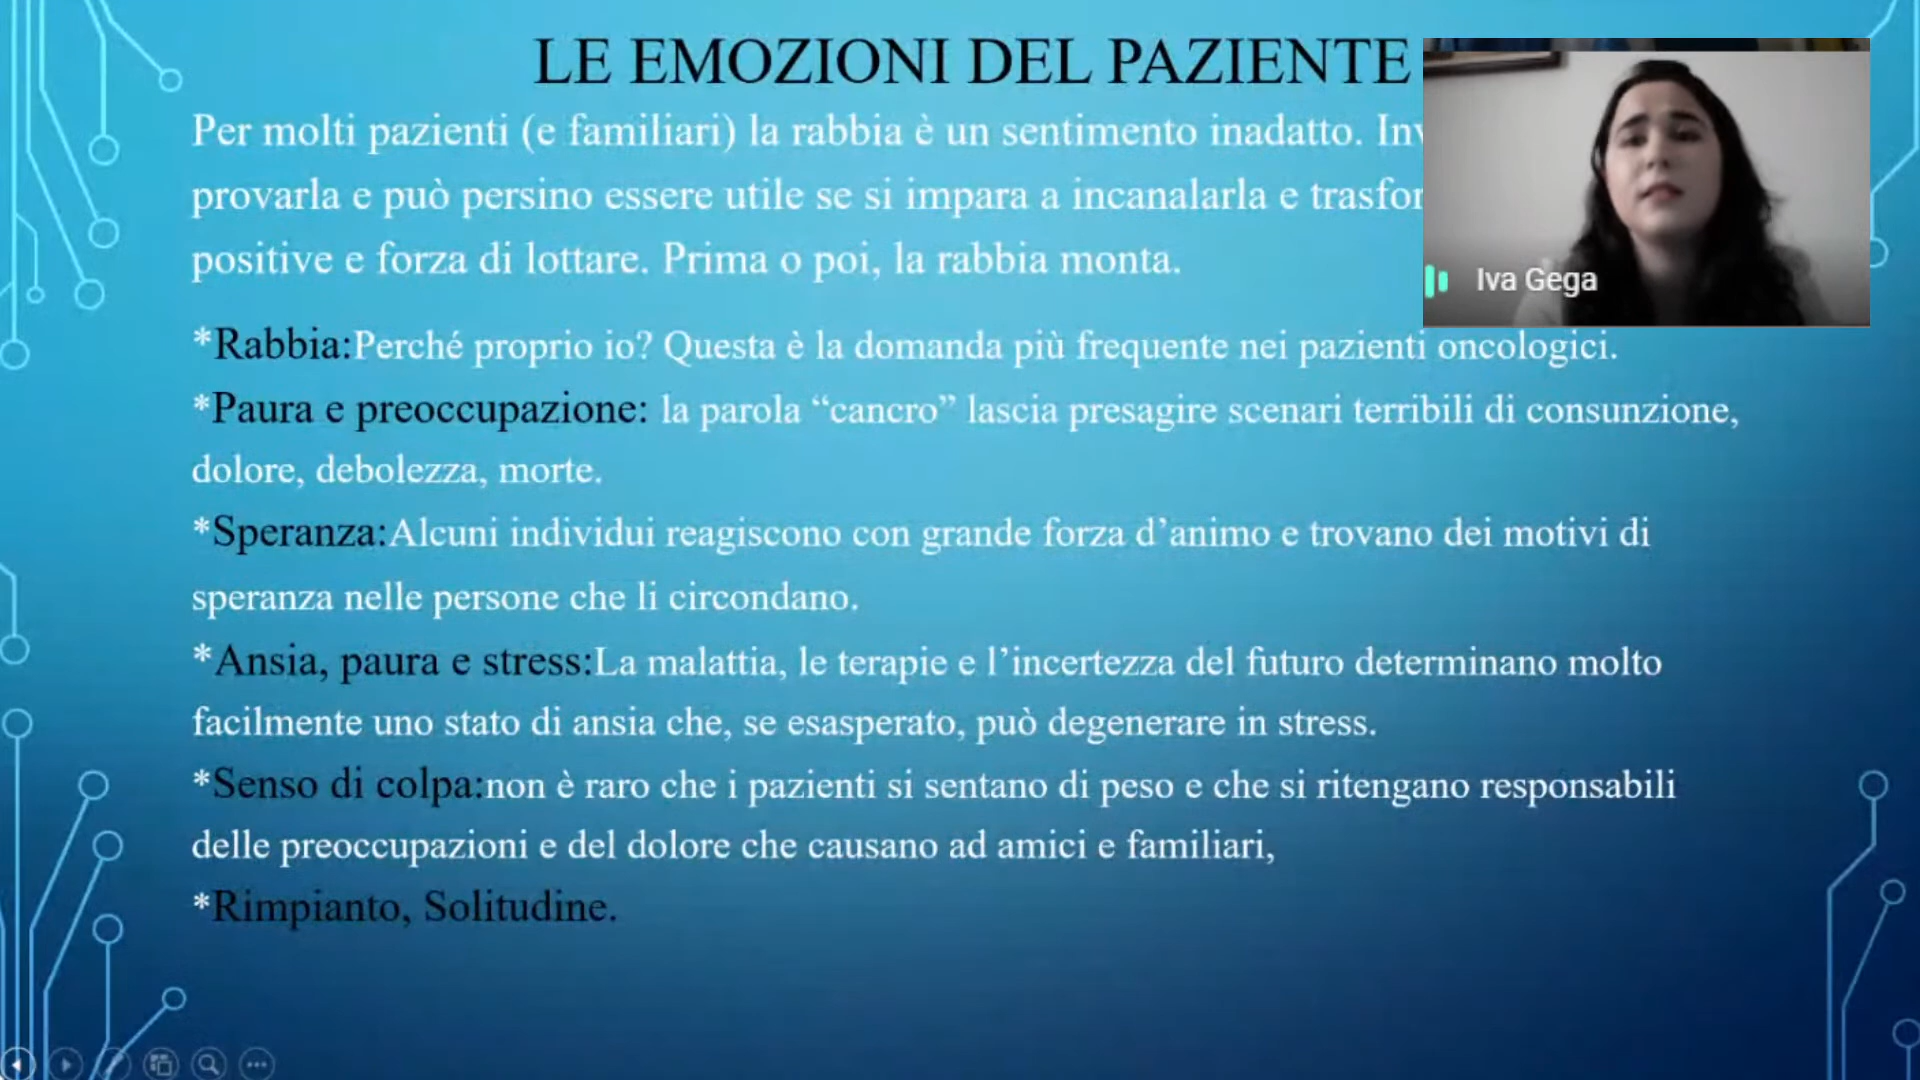 LE EMOZIONI DEL PAZIENTE
Per molti pazienti (e familiari) la rabbia è un sentimento inadatto.
provarla e può persino essere utile se si impara a incanalarla e
positive e forza di lottare. Prima o poi, la rabbia monta.
Iva Gega
*Rabbia:Perché proprio io? Questa è la domanda più frequente nei pazienti oncologici.
*Paura e preoccupazione: la parola “cancro” lascia presagire scenari terribili di consunzione,
dolore, debolezza, morte.
*Speranza:Alcuni individui reagiscono con grande forza d’animo e trovano dei motivi di
speranza nelle persone che li circondano.
*Ansia, paura e stress:La malattia, le terapie e l’incertezza del futuro determinano molto
facilmente uno stato di ansia che, se esasperato, può degenerare in stress.
*Senso di colpa:non è raro che i pazienti si sentano di peso e che si ritengano responsabili
delle preoccupazioni e del dolore che causano ad amici e familiari,
*Rimpianto, Solitudine.